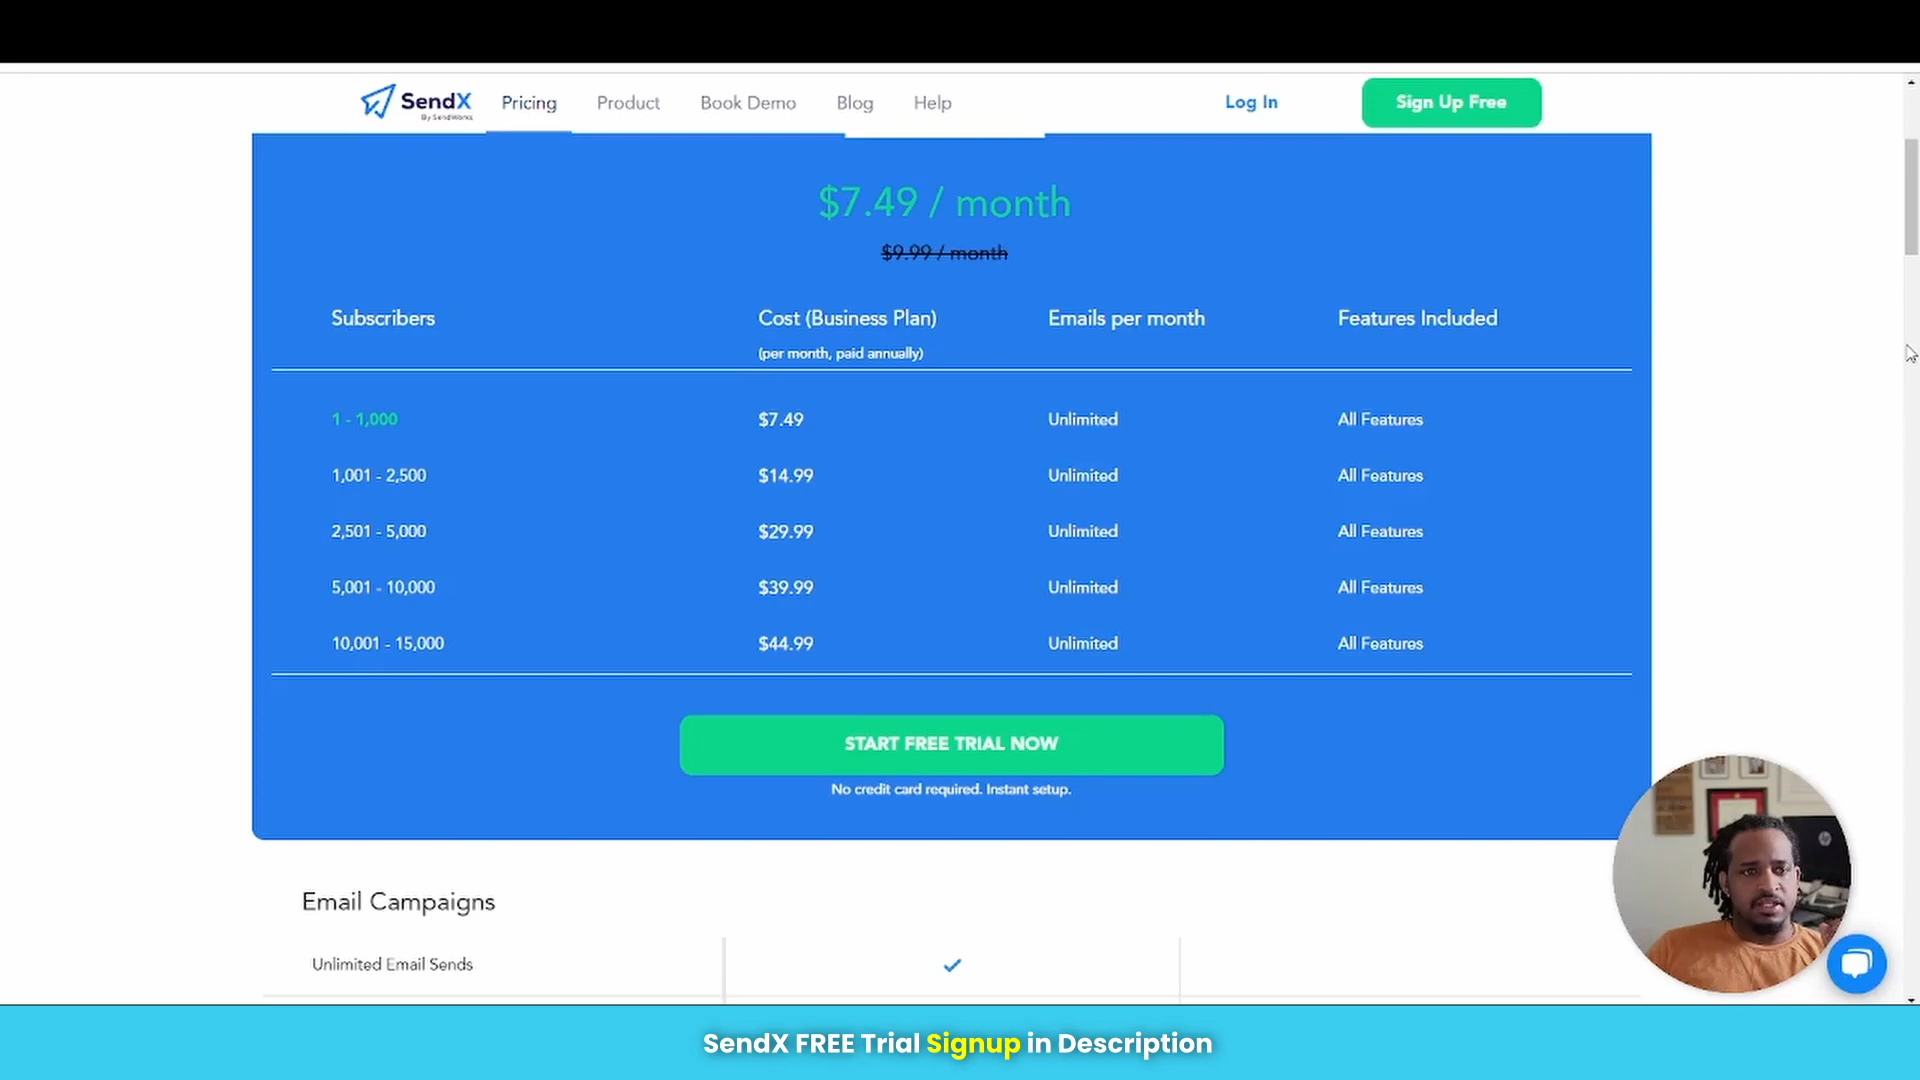 SendX
By SendWorks
Pricing
Product
Book Demo
Blog
Help
Log In
Sign Up Free
$7.49 / month
$9.99 / month
Subscribers
Cost (Business Plan)
Emails per month
Features Included
(per month, paid annually)
1 - 1,000
$7.49
Unlimited
All Features
1,001 - 2,500
$14.99
Unlimited
All Features
2,501 - 5,000
$29.99
Unlimited
All Features
5,001 - 10,000
$39.99
Unlimited
All Features
10,001 - 15,000
$44.99
Unlimited
All Features
START FREE TRIAL NOW
No credit card required. Instant setup.
Email Campaigns
Unlimited Email Sends
SendX FREE Trial Signup in Description